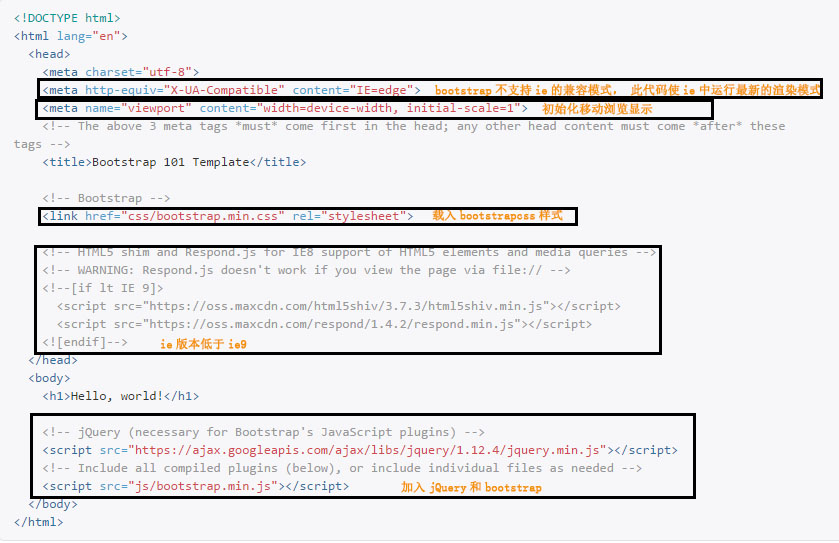 <!DOCTYPE html>
<html lang="en">
<head>
<meta charset="utf-8">
<meta http-equiv="X-UA-Compatible" content="IE=edge"> bootstrap 不支持 ie 的兼容模式， 此代码使 ie 中运行最新的渲染模式
<meta name="viewport" content="width=device-width, initial-scale=1"> 初始化移动浏览显示
<!-- The above 3 meta tags *must* come first in the head; any other head content must come *after* these
tags -->
<title>Bootstrap 101 Template</title>
<!-- Bootstrap -->
<link href="css/bootstrap.min.css" rel="stylesheet"> 载入 bootstrapcss 样式
<!-- HTML5 shim and Respond.js for IE8 support of HTML5 elements and media queries -->
<!-- WARNING: Respond.js doesn't work if you view the page via file:// -->
<!--[if lt IE 9]>
<script src="https://oss.maxcdn.com/html5shiv/3.7.3/html5shiv.min.js"></script>
<script src="https://oss.maxcdn.com/respond/1.4.2/respond.min.js"></script>
<![endif]--> ie 版本低于 ie9
</head>
<body>
<h1>Hello, world!</h1>
<!-- jQuery (necessary for Bootstrap's JavaScript plugins) -->
<script src="https://ajax.googleapis.com/ajax/libs/jquery/1.12.4/jquery.min.js"></script>
<!-- Include all compiled plugins (below), or include individual files as needed -->
<script src="js/bootstrap.min.js"></script> 加入 jQuery 和 bootstrap
</body>
</html>